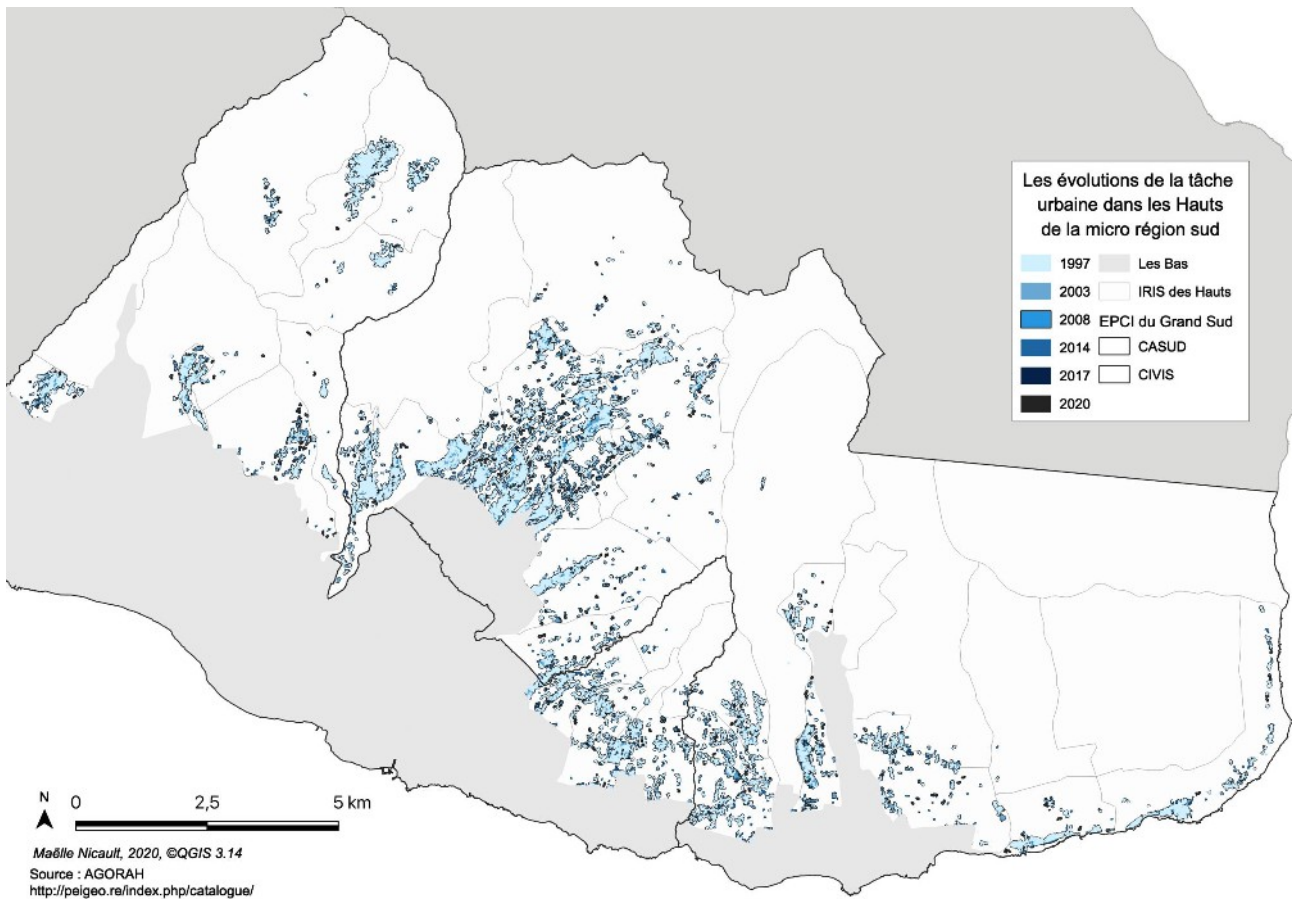 Les évolutions de la tâche
urbaine dans les Hauts
de la micro région sud
1997
Les Bas
2003
IRIS des Hauts
2008
EPCI du Grand Sud
2014
CASUD
2017
CIVIS
2020
N
0 2,5 5 km
Maëlle Nicault, 2020, ©QGIS 3.14
Source : AGORAH
http://peigeo.re/index.php/catalogue/